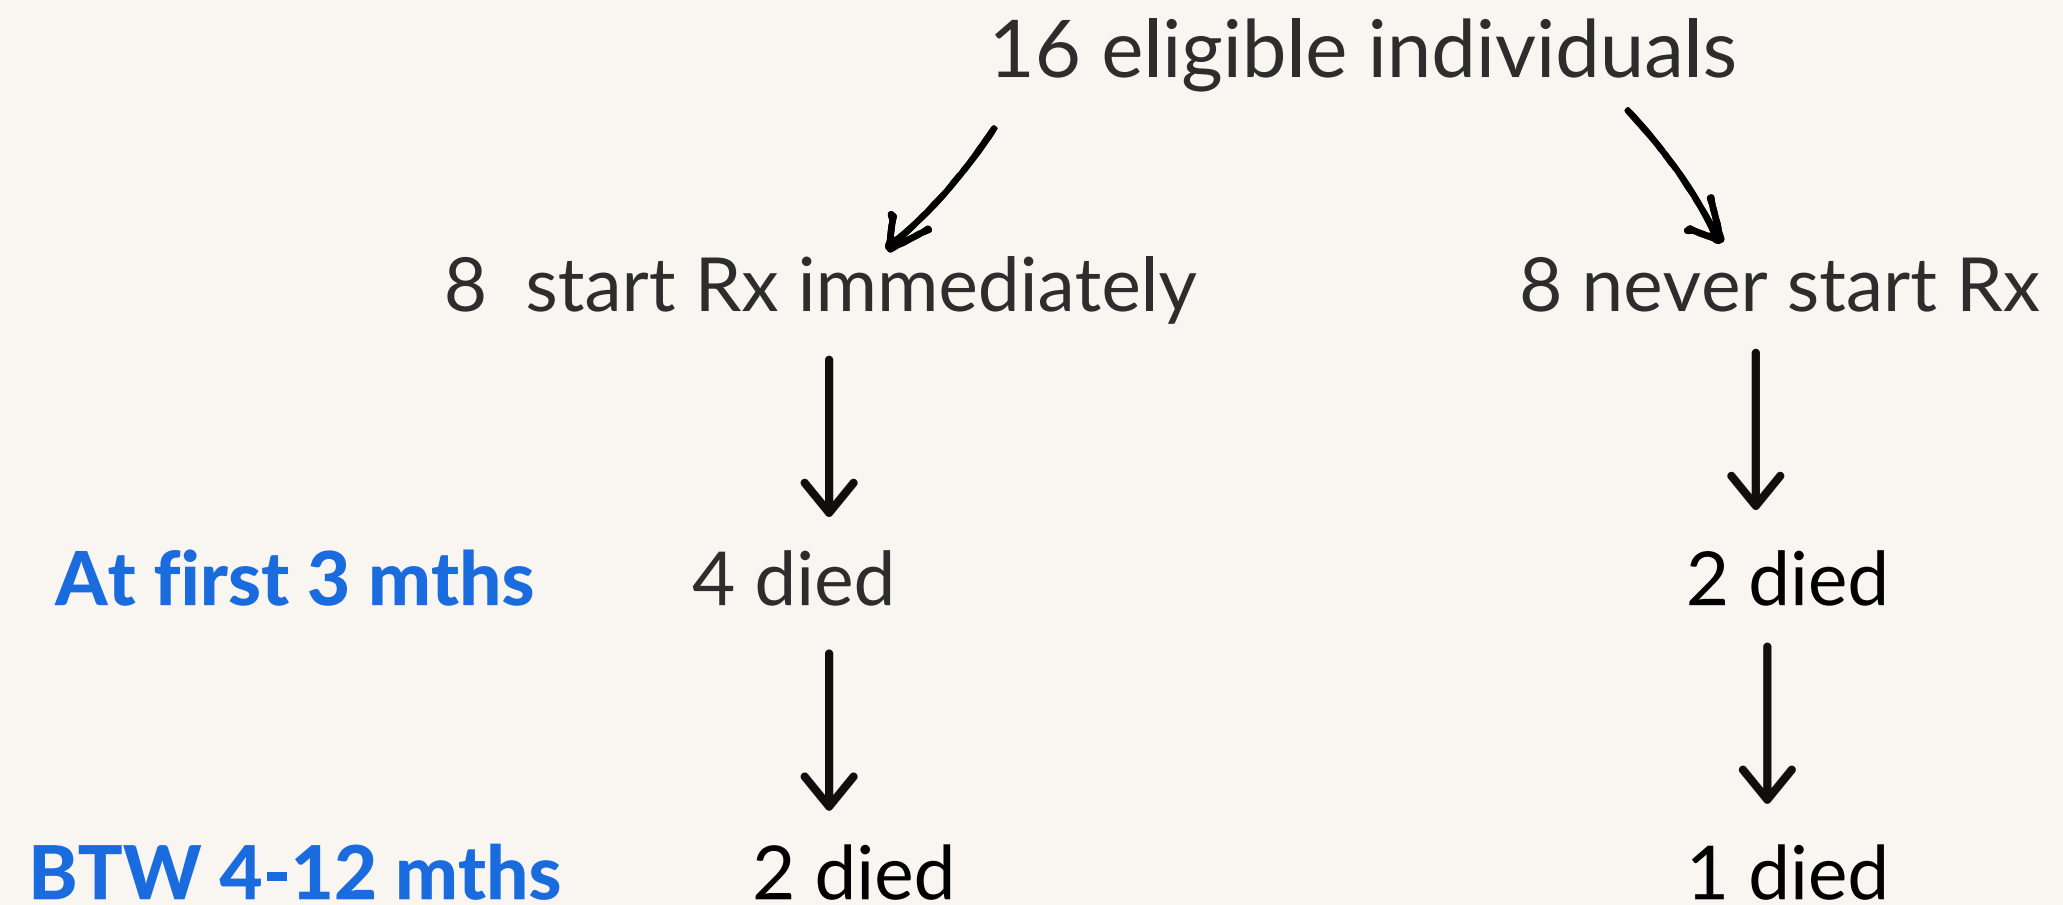 16 eligible individuals
8 start Rx immediately
8 never start Rx
At first 3 mths
4 died
2 died
BTW 4-12 mths
2 died
1 died